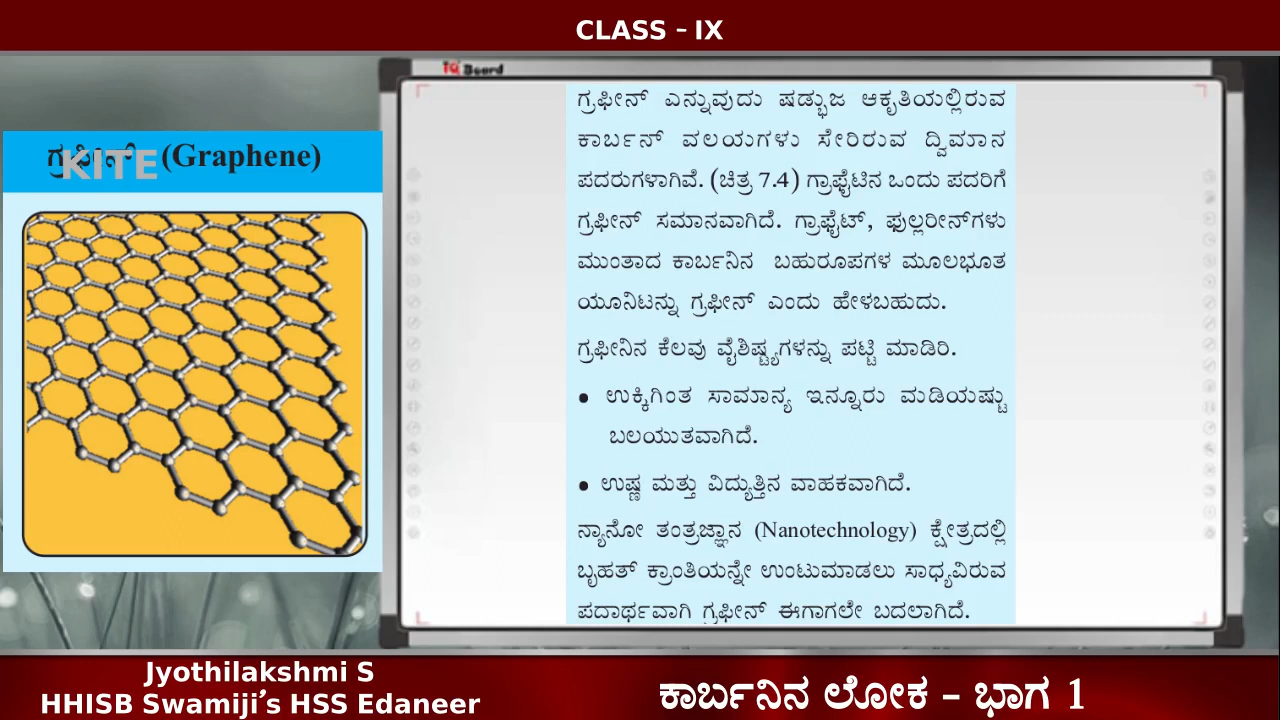 CLASS - IX
TQ Board
ಗ್ರಫೀನ್ (Graphene)
KITE
ಗ್ರಫೀನ್ ಎನ್ನುವುದು ಷಡ್ಭುಜ ಆಕೃತಿಯಲ್ಲಿರುವ
ಕಾರ್ಬನ್ ವಲಯಗಳು ಸೇರಿರುವ ದ್ವಿಮಾನ
ಪದರುಗಳಾಗಿವೆ. (ಚಿತ್ರ 7.4) ಗ್ರಾಫೈಟಿನ ಒಂದು ಪದರಿಗೆ
ಗ್ರಫೀನ್ ಸಮಾನವಾಗಿದೆ. ಗ್ರಾಫೈಟ್, ಫುಲ್ಲರೀನ್‌ಗಳು
ಮುಂತಾದ ಕಾರ್ಬನಿನ ಬಹುರೂಪಗಳ ಮೂಲಭೂತ
ಯೂನಿಟನ್ನು ಗ್ರಫೀನ್ ಎಂದು ಹೇಳಬಹುದು.
ಗ್ರಫೀನಿನ ಕೆಲವು ವೈಶಿಷ್ಟ್ಯಗಳನ್ನು ಪಟ್ಟಿ ಮಾಡಿರಿ.
• ಉಕ್ಕಿಗಿಂತ ಸಾಮಾನ್ಯ ಇನ್ನೂರು ಮಡಿಯಷ್ಟು
ಬಲಯುತವಾಗಿದೆ.
• ಉಷ್ಣ ಮತ್ತು ವಿದ್ಯುತ್ತಿನ ವಾಹಕವಾಗಿದೆ.
ನ್ಯಾನೋ ತಂತ್ರಜ್ಞಾನ (Nanotechnology) ಕ್ಷೇತ್ರದಲ್ಲಿ
ಬೃಹತ್ ಕ್ರಾಂತಿಯನ್ನೇ ಉಂಟುಮಾಡಲು ಸಾಧ್ಯವಿರುವ
ಪದಾರ್ಥವಾಗಿ ಗ್ರಫೀನ್ ಈಗಾಗಲೇ ಬದಲಾಗಿದೆ.
Jyothilakshmi S
HHISB Swamiji’s HSS Edaneer
ಕಾರ್ಬನಿನ ಲೋಕ – ಭಾಗ 1